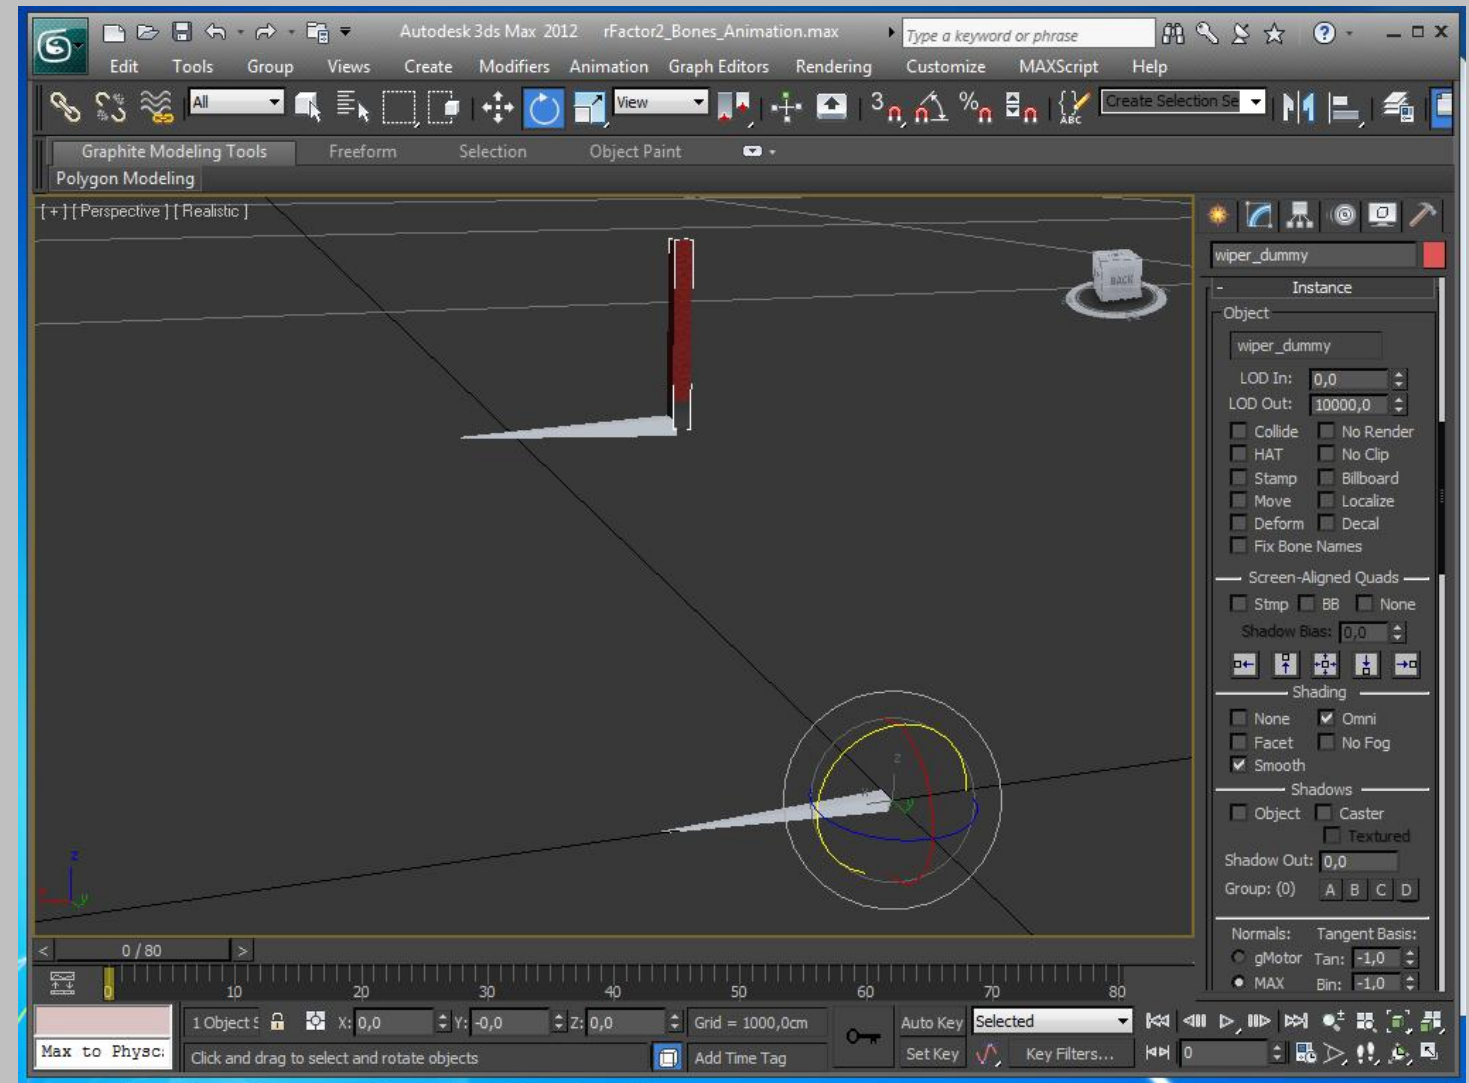 Autodesk 3ds Max 2012 rFactor2_Bones_Animation.max Type a keyword or phrase
Edit Tools Group Views Create Modifiers Animation Graph Editors Rendering Customize MAXScript Help
All View 3 % ABC Create Selection Se
Graphite Modeling Tools Freeform Selection Object Paint
Polygon Modeling
[ + ] [ Perspective ] [ Realistic ]
BACK
wiper_dummy
- Instance
Object
wiper_dummy
LOD In: 0,0
LOD Out: 10000,0
Collide No Render
HAT No Clip
Stamp Billboard
Move Localize
Deform Decal
Fix Bone Names
Screen-Aligned Quads
Stmp BB None
Shadow Bias: 0,0
Shading
None Omni
Facet No Fog
Smooth
Shadows
Object Caster
Textured
Shadow Out: 0,0
Group: (0) A B C D
Normals: Tangent Basis:
gMotor Tan: -1,0
MAX Bin: -1,0
z
x y
z
x y
< 0 / 80 >
0 10 20 30 40 50 60 70 80
1 Object S X: 0,0 Y: -0,0 Z: 0,0 Grid = 1000,0cm Auto Key Selected
Max to Physc: Click and drag to select and rotate objects Add Time Tag Set Key Key Filters... 0